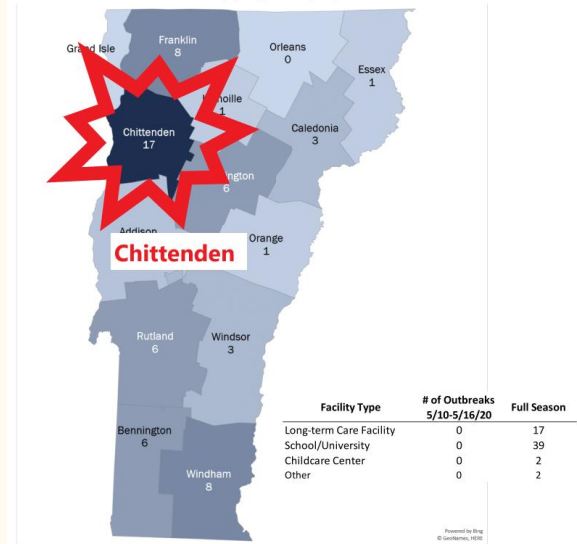 Franklin
8
Orleans
0
Essex
1
1
Chittenden
17
Caledonia
3
6
Addison
Orange
1
Chittenden
Rutland
6
Windsor
3
Facility Type # of Outbreaks 5/10-5/16/20 Full Season
Long-term Care Facility 0 17
School/University 0 39
Childcare Center 0 2
Other 0 2
Bennington
6
Windham
8
Powered by Bing
© GeoNames, HERE